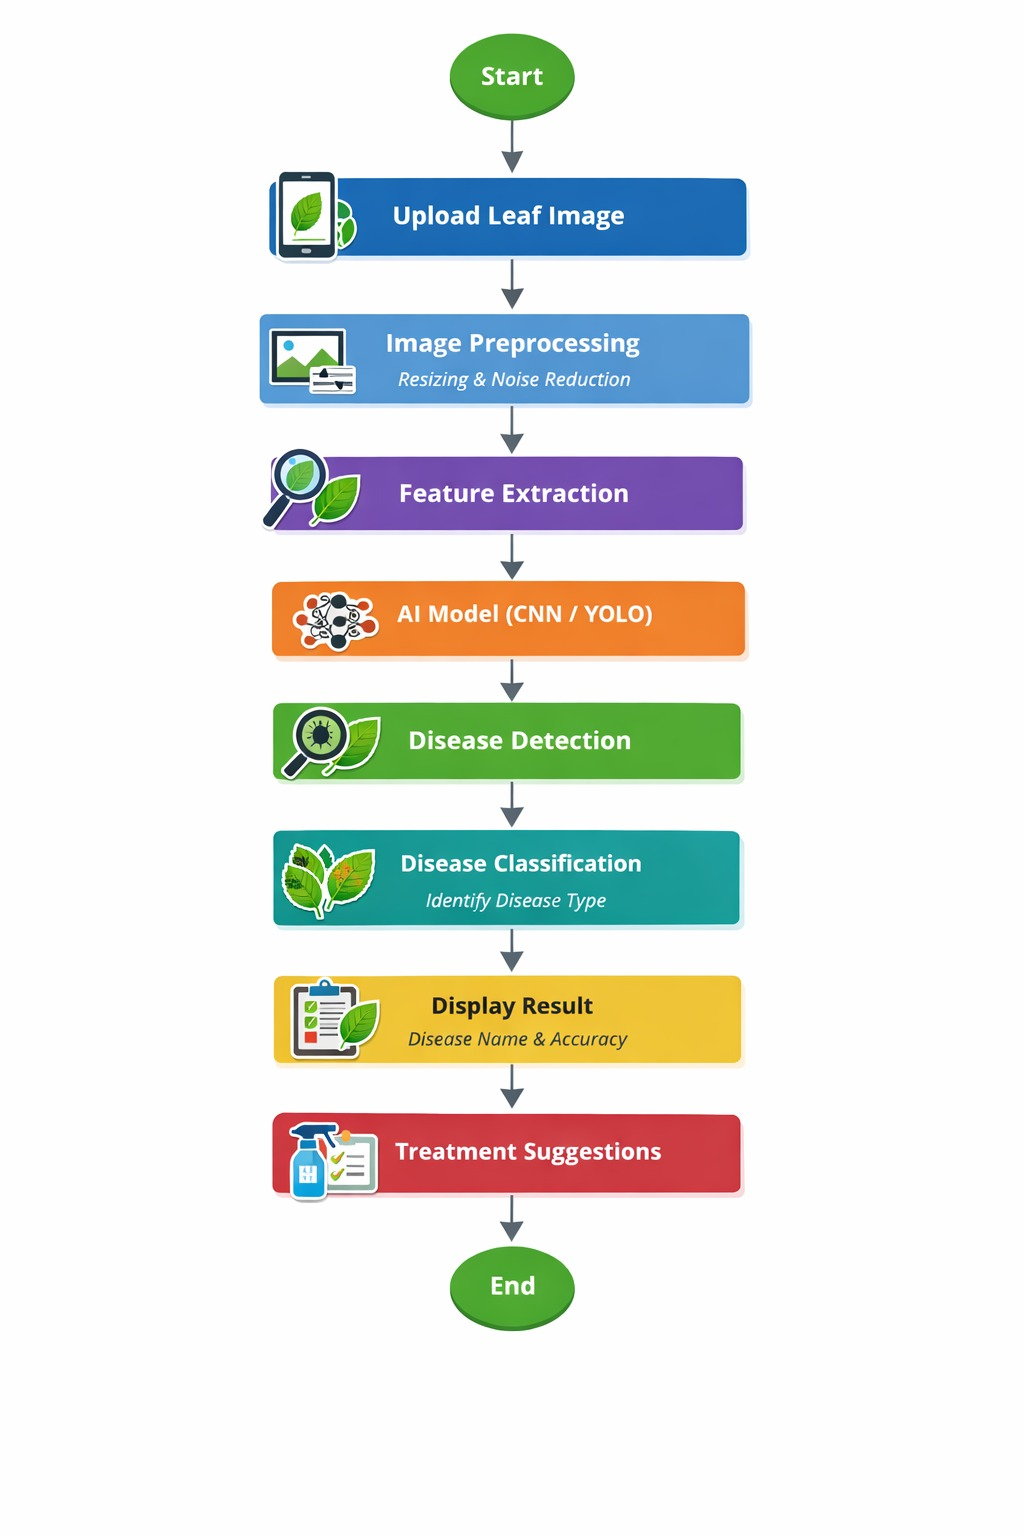 Start
Upload Leaf Image
Image Preprocessing
Resizing & Noise Reduction
Feature Extraction
AI Model (CNN / YOLO)
Disease Detection
Disease Classification
Identify Disease Type
Display Result
Disease Name & Accuracy
Treatment Suggestions
End